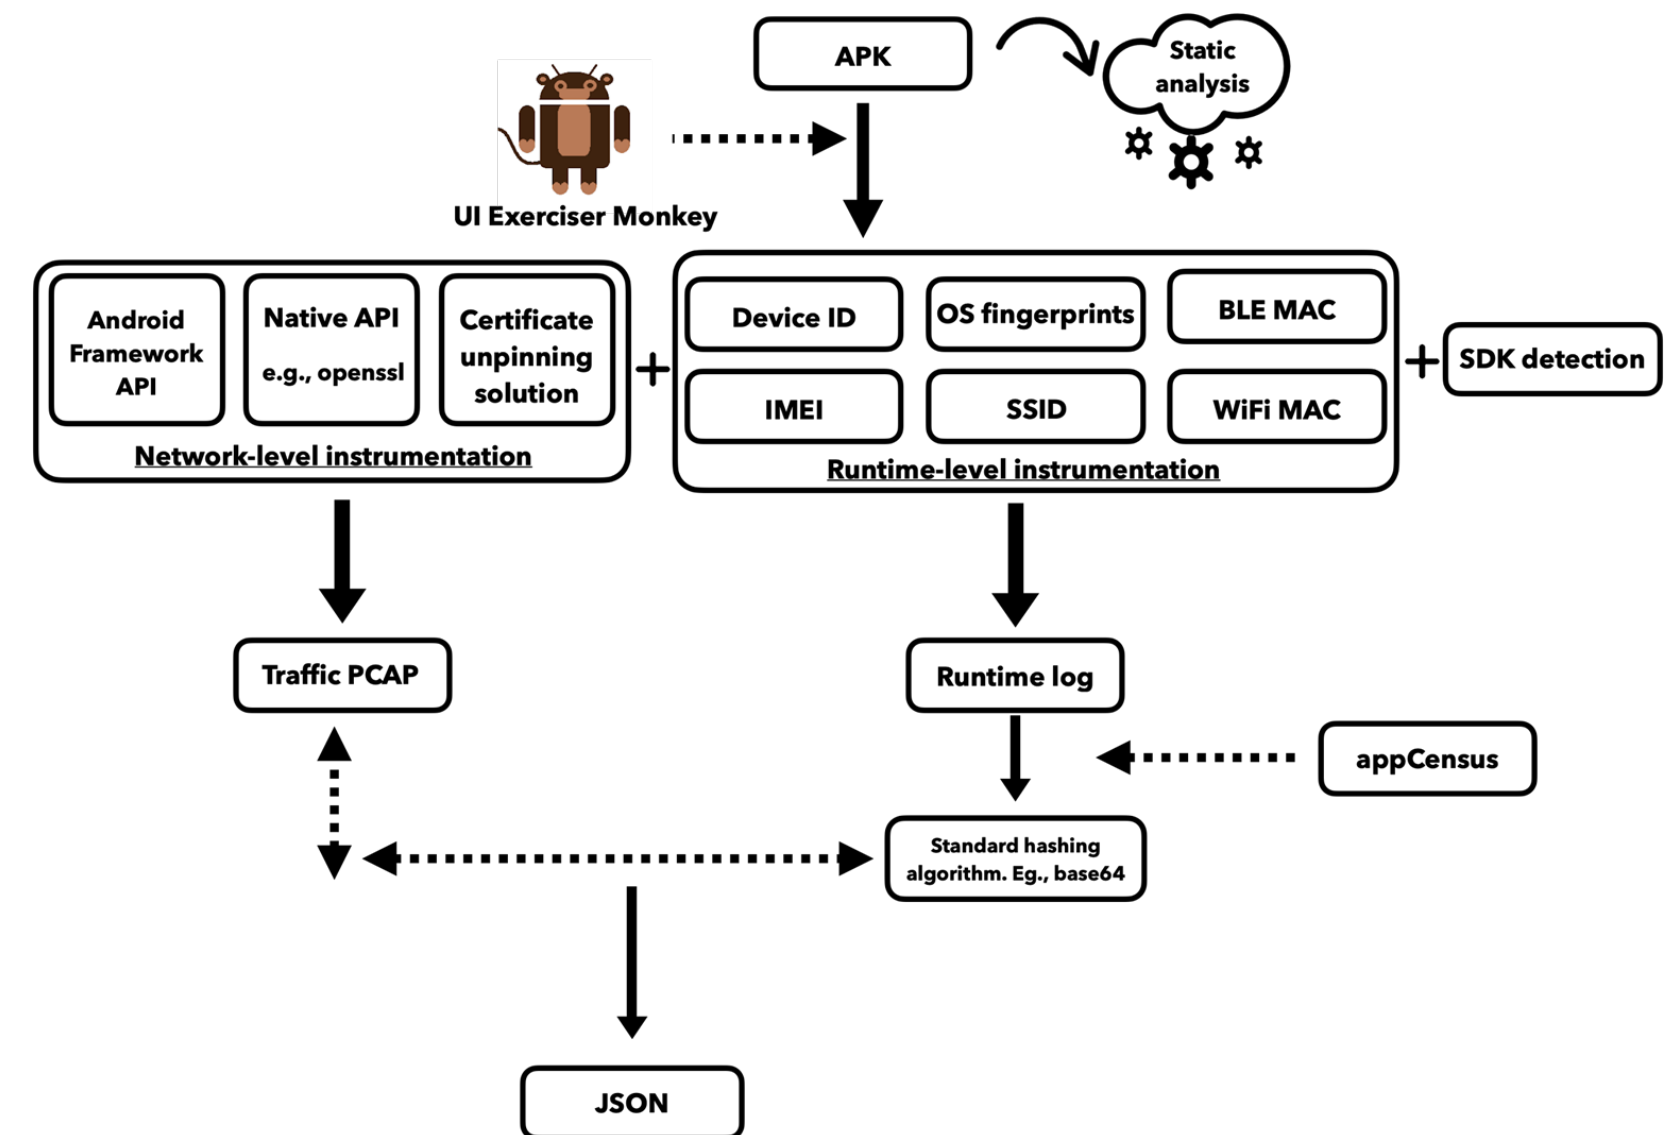 APK
Static
analysis
UI Exerciser Monkey
Android
Framework
API
Native API
e.g., openssl
Certificate
unpinning
solution
Network-level instrumentation
+
Device ID
OS fingerprints
BLE MAC
IMEI
SSID
WiFi MAC
Runtime-level instrumentation
+
SDK detection
Traffic PCAP
Runtime log
appCensus
Standard hashing
algorithm. Eg., base64
JSON